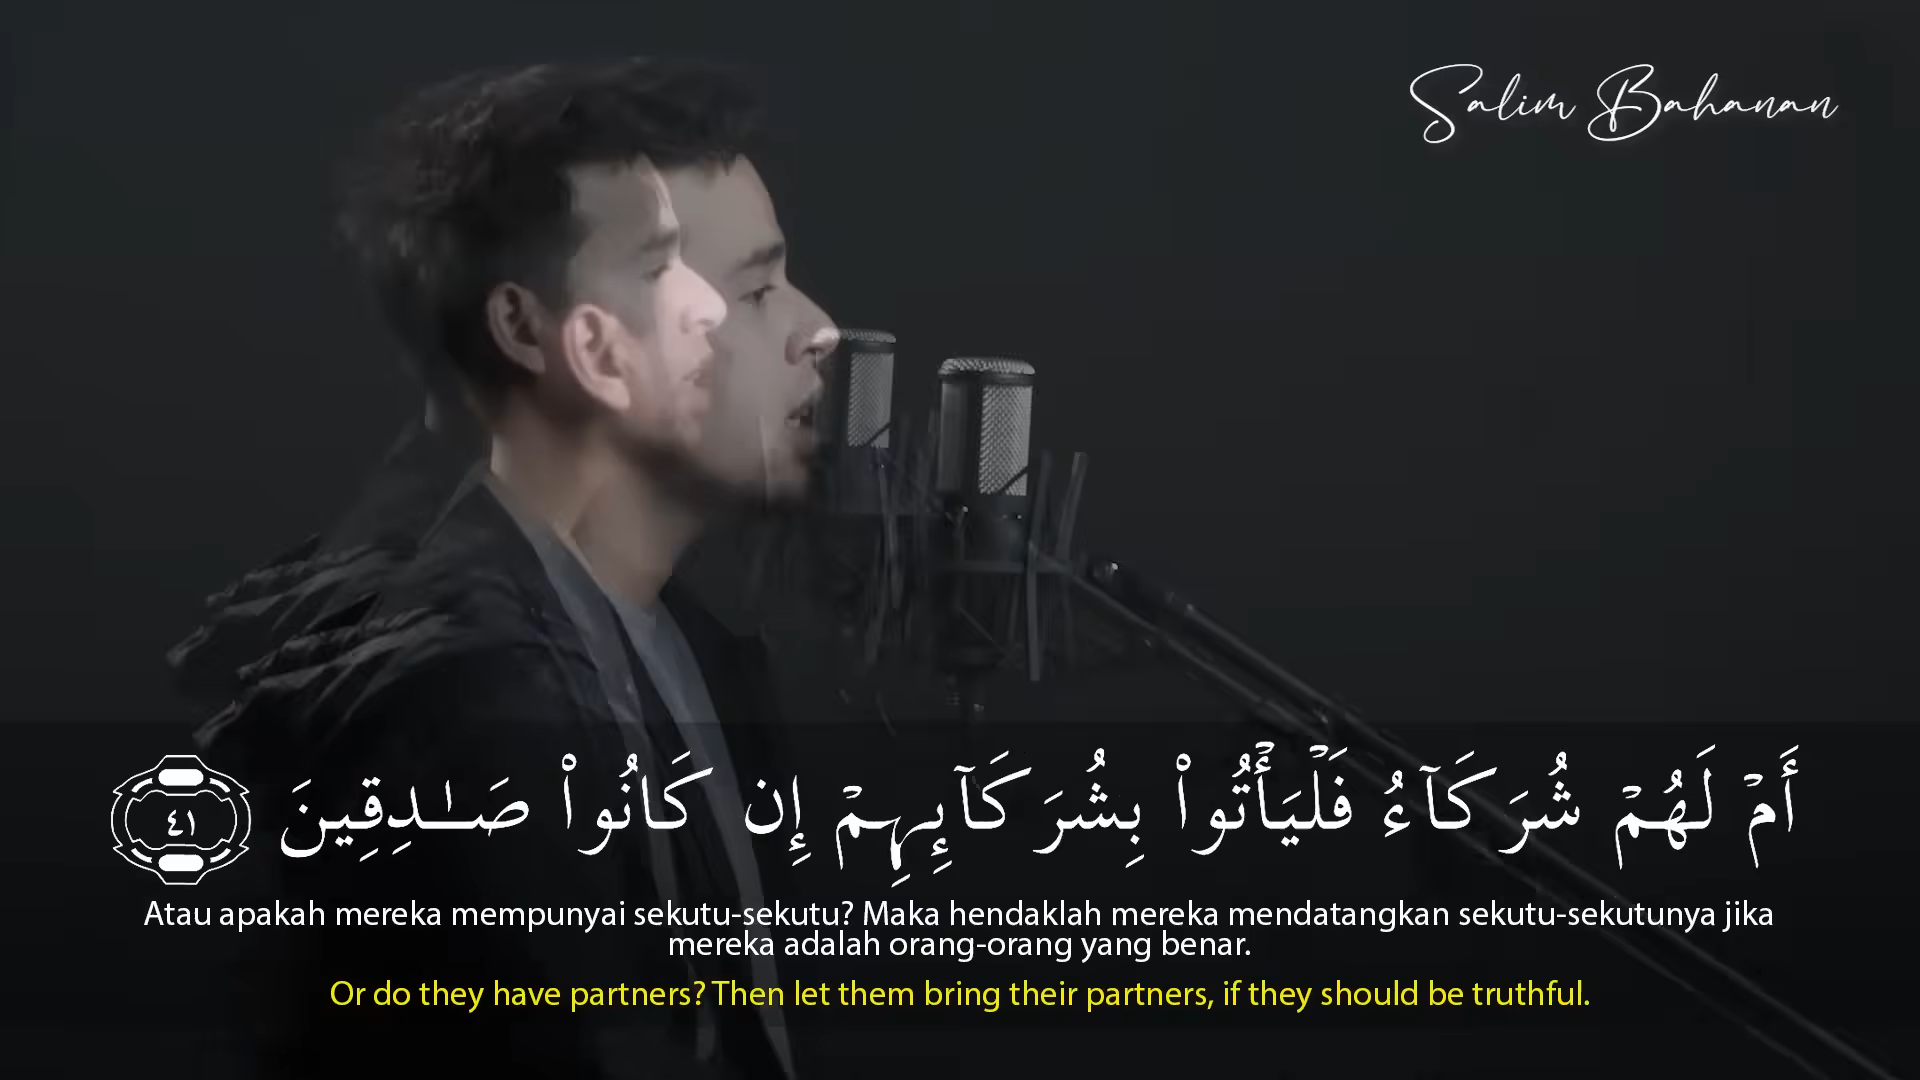 Salim Bahanan
أَمْ لَهُمْ شُرَكَآءُ فَلْيَأْتُوا۟ بِشُرَكَآئِهِمْ إِن كَانُوا۟ صَـٰدِقِينَ ٤١
Atau apakah mereka mempunyai sekutu-sekutu? Maka hendaklah mereka mendatangkan sekutu-sekutunya jika
mereka adalah orang-orang yang benar.
Or do they have partners? Then let them bring their partners, if they should be truthful.